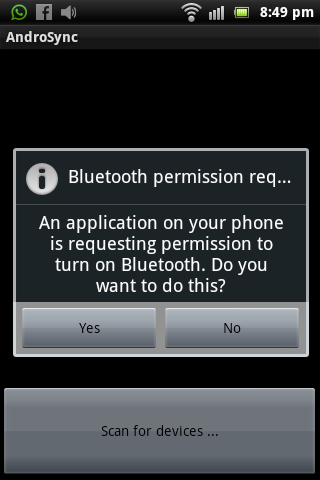 8:49 pm
AndroSync
Bluetooth permission req...
An application on your phone
is requesting permission to
turn on Bluetooth. Do you
want to do this?
Yes
No
Scan for devices ...